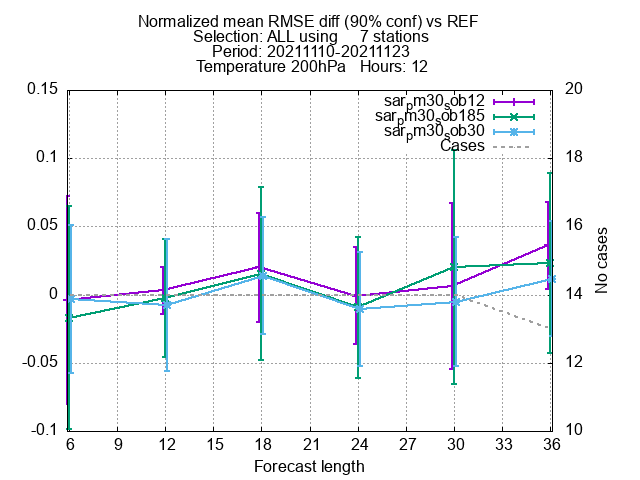 Normalized mean RMSE diff (90% conf) vs REF
Selection: ALL using 7 stations
Period: 20211110-20211123
Temperature 200hPa Hours: 12
0.15
0.1
0.05
0
-0.05
-0.1
20
18
16
14
12
10
No cases
sarpm30sob12
sarpm30sob185
sarpm30sob30
Cases
6 9 12 15 18 21 24 27 30 33 36
Forecast length